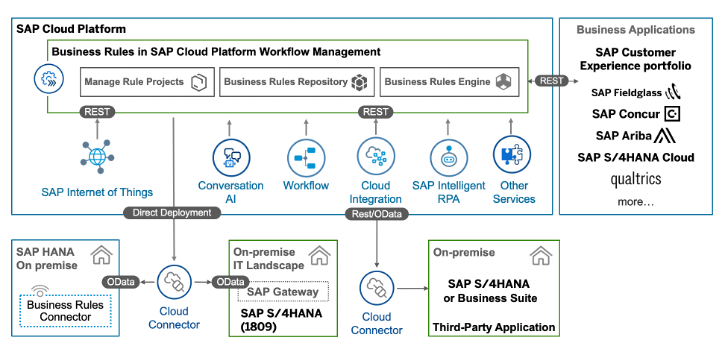 SAP Cloud Platform
Business Rules in SAP Cloud Platform Workflow Management
Manage Rule Projects
Business Rules Repository
Business Rules Engine
REST
REST
REST
SAP Internet of Things
Conversation
AI
Workflow
Cloud
Integration
SAP Intelligent
RPA
Other
Services
Business Applications
SAP Customer
Experience portfolio
SAP Fieldglass
SAP Concur
C.
SAP Ariba
SAP S/4HANA Cloud
qualtrics
more...
Direct Deployment
Rest/OData
SAP HANA
On premise
OData
Business Rules
Connector
Cloud
Connector
On-premise
IT Landscape
OData
SAP Gateway
SAP S/4HANA
(1809)
Cloud
Connector
On-premise
SAP S/4HANA
or Business Suite
Third-Party Application